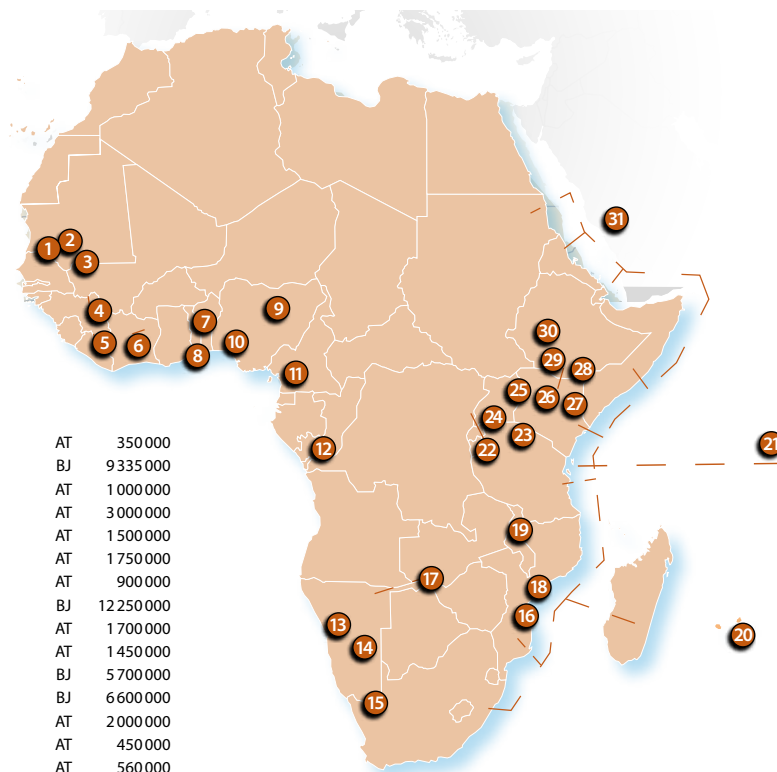 31
2
1
3
9
4
7
30
5
6
10
8
29
28
11
25
26
27
24
23
AT 350 000
21
BJ 9 335 000
12
22
AT 1 000 000
AT 3 000 000
AT 1 500 000
19
AT 1 750 000
17
AT 900 000
18
BJ 12 250 000
16
AT 1 700 000
13
20
AT 1 450 000
14
BJ 5 700 000
BJ 6 600 000
15
AT 2 000 000
AT 450 000
AT 560 000